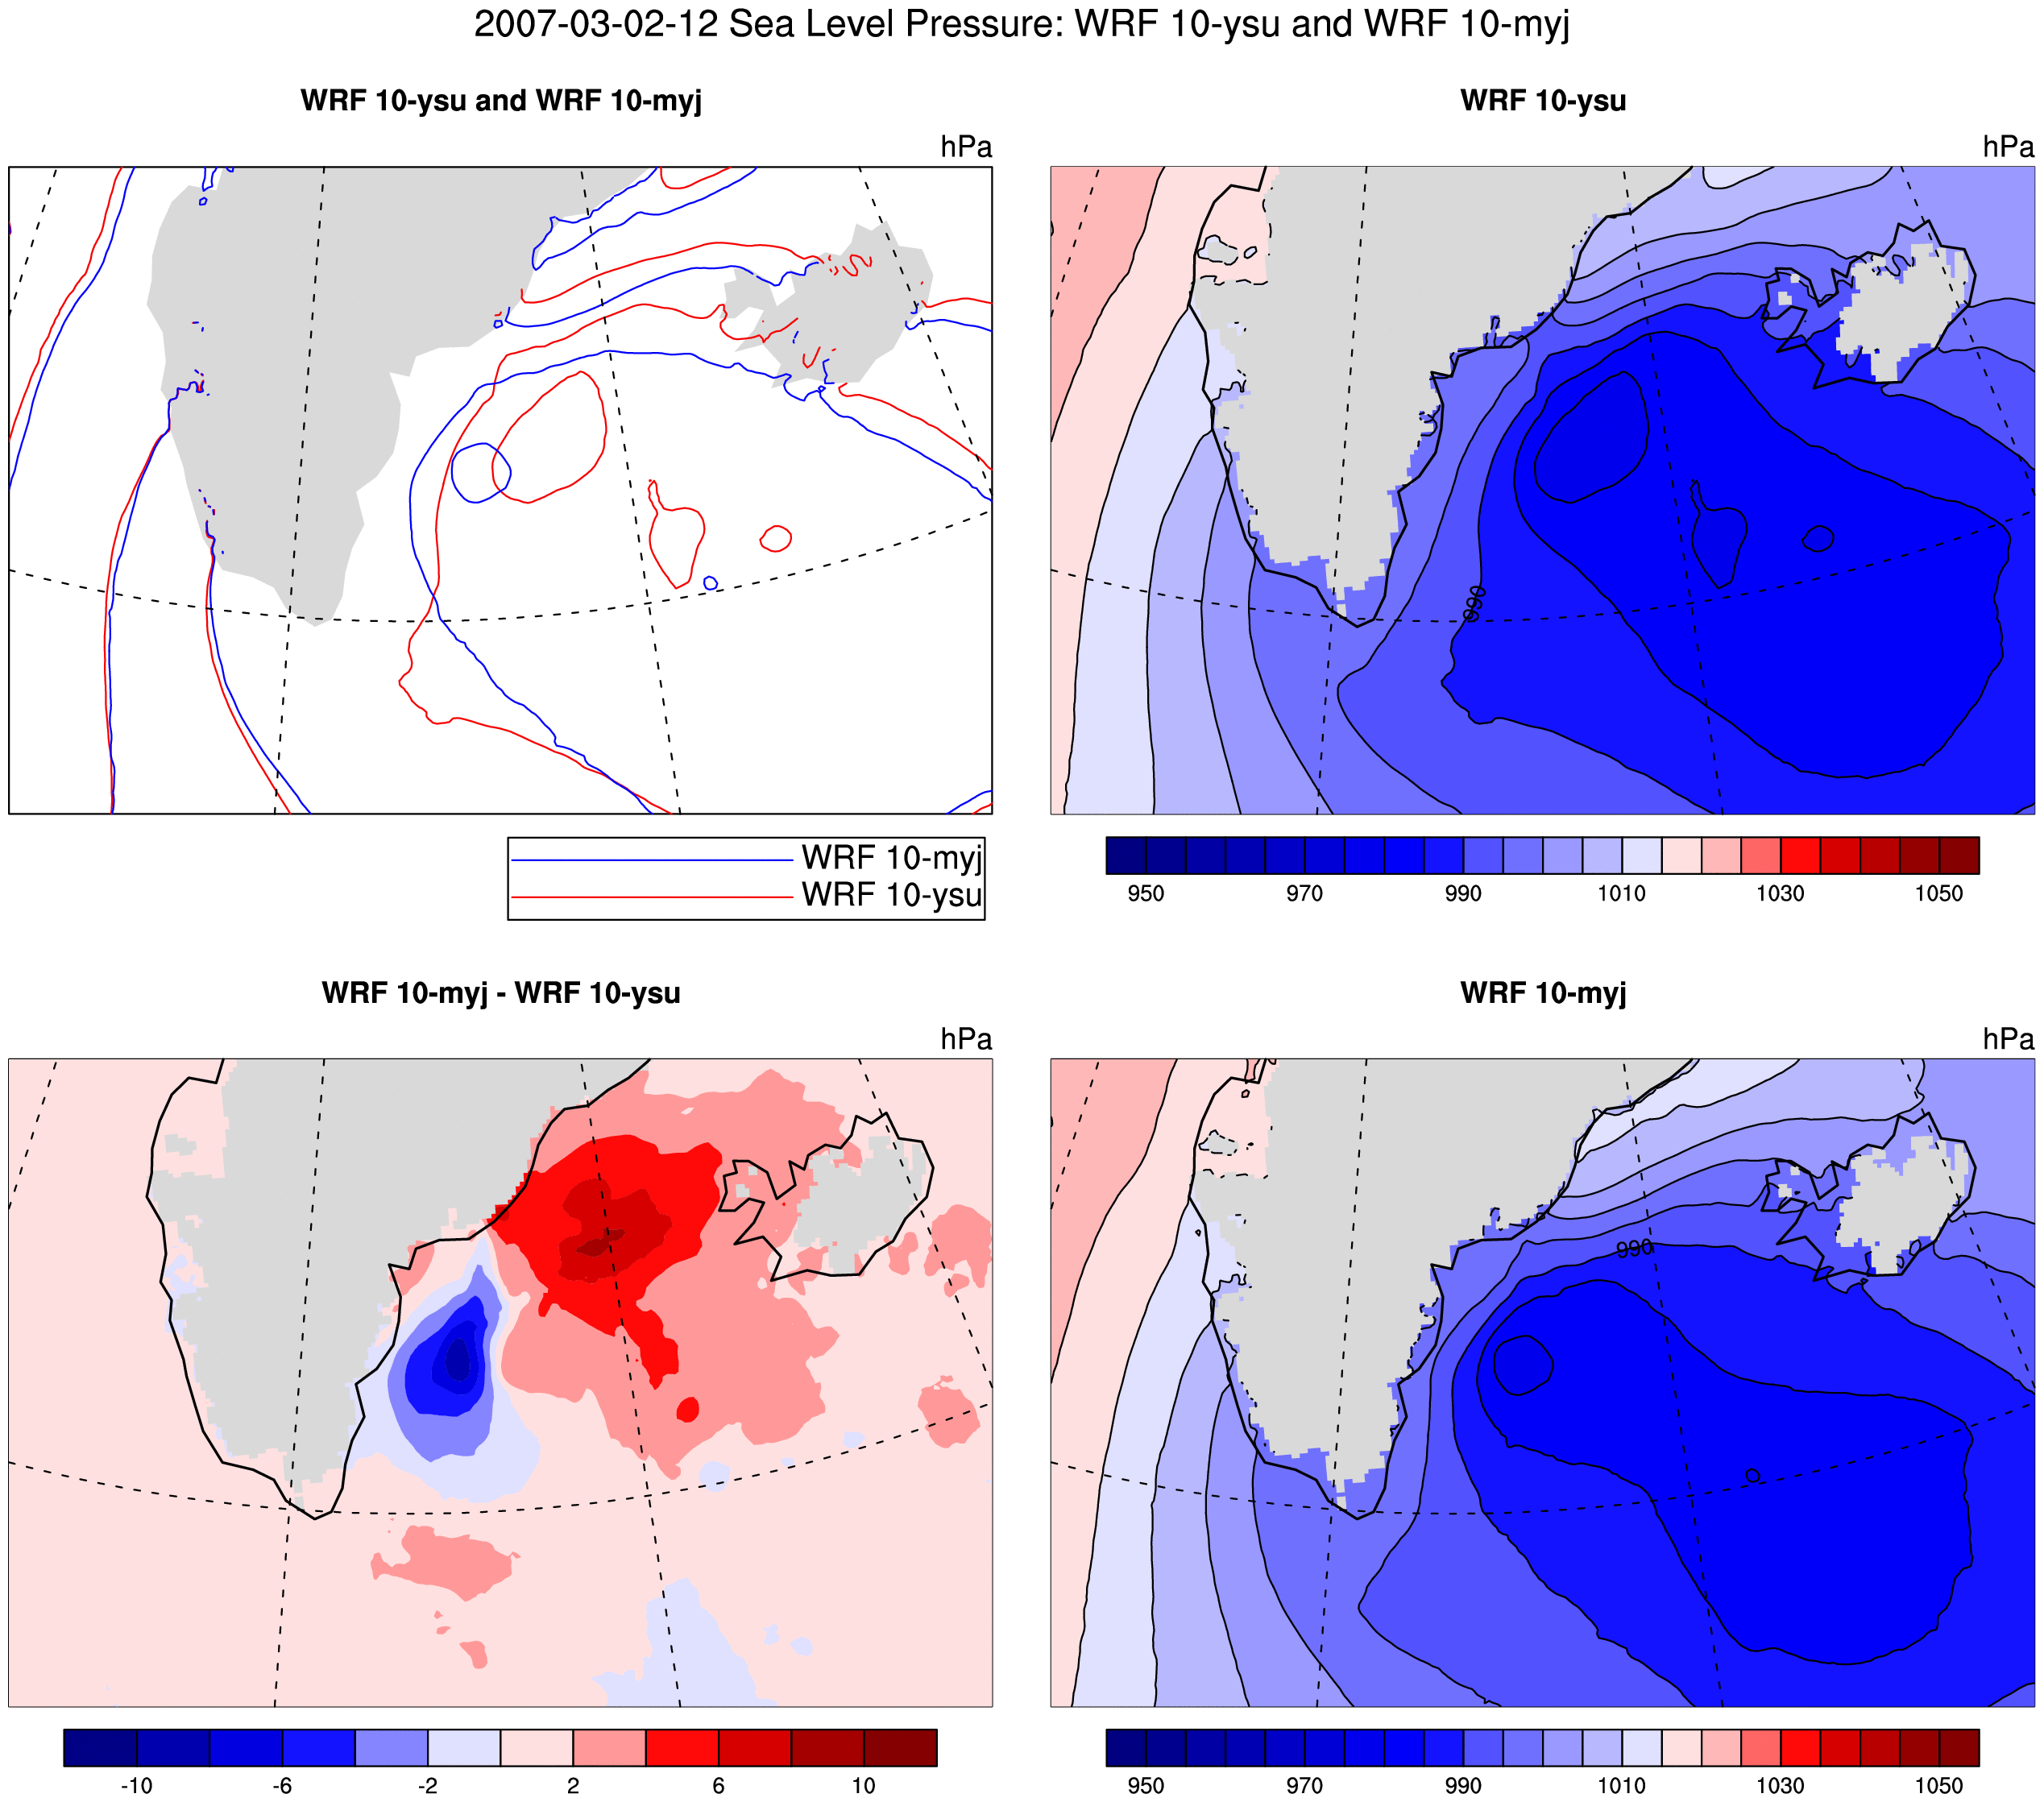 2007-03-02-12 Sea Level Pressure: WRF 10-ysu and WRF 10-myj
WRF 10-ysu and WRF 10-myj
hPa
WRF 10-myj
WRF 10-ysu
WRF 10-ysu
hPa
990
950 970 990 1010 1030 1050
WRF 10-myj - WRF 10-ysu
hPa
-10 -6 -2 2 6 10
WRF 10-myj
hPa
990
950 970 990 1010 1030 1050